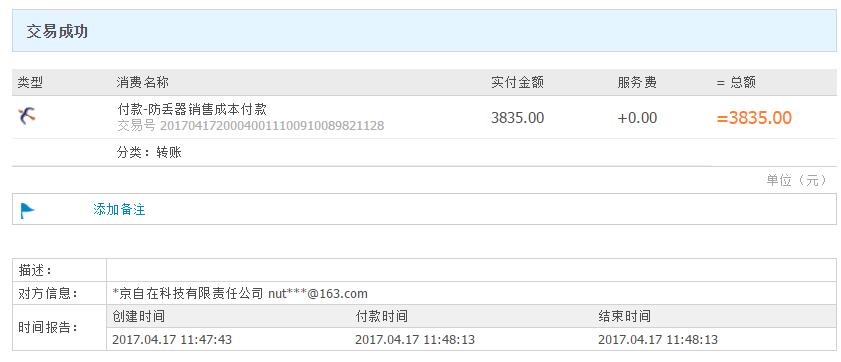 交易成功
类型 消费名称 实付金额 服务费 = 总额
付款-防丢器销售成本付款 3835.00 +0.00 =3835.00
交易号 20170417200040011100910089821128
分类：转账
单位（元）
添加备注
描述：
对方信息： *京自在科技有限责任公司 nut***@163.com
时间报告： 创建时间 付款时间 结束时间
2017.04.17 11:47:43 2017.04.17 11:48:13 2017.04.17 11:48:13